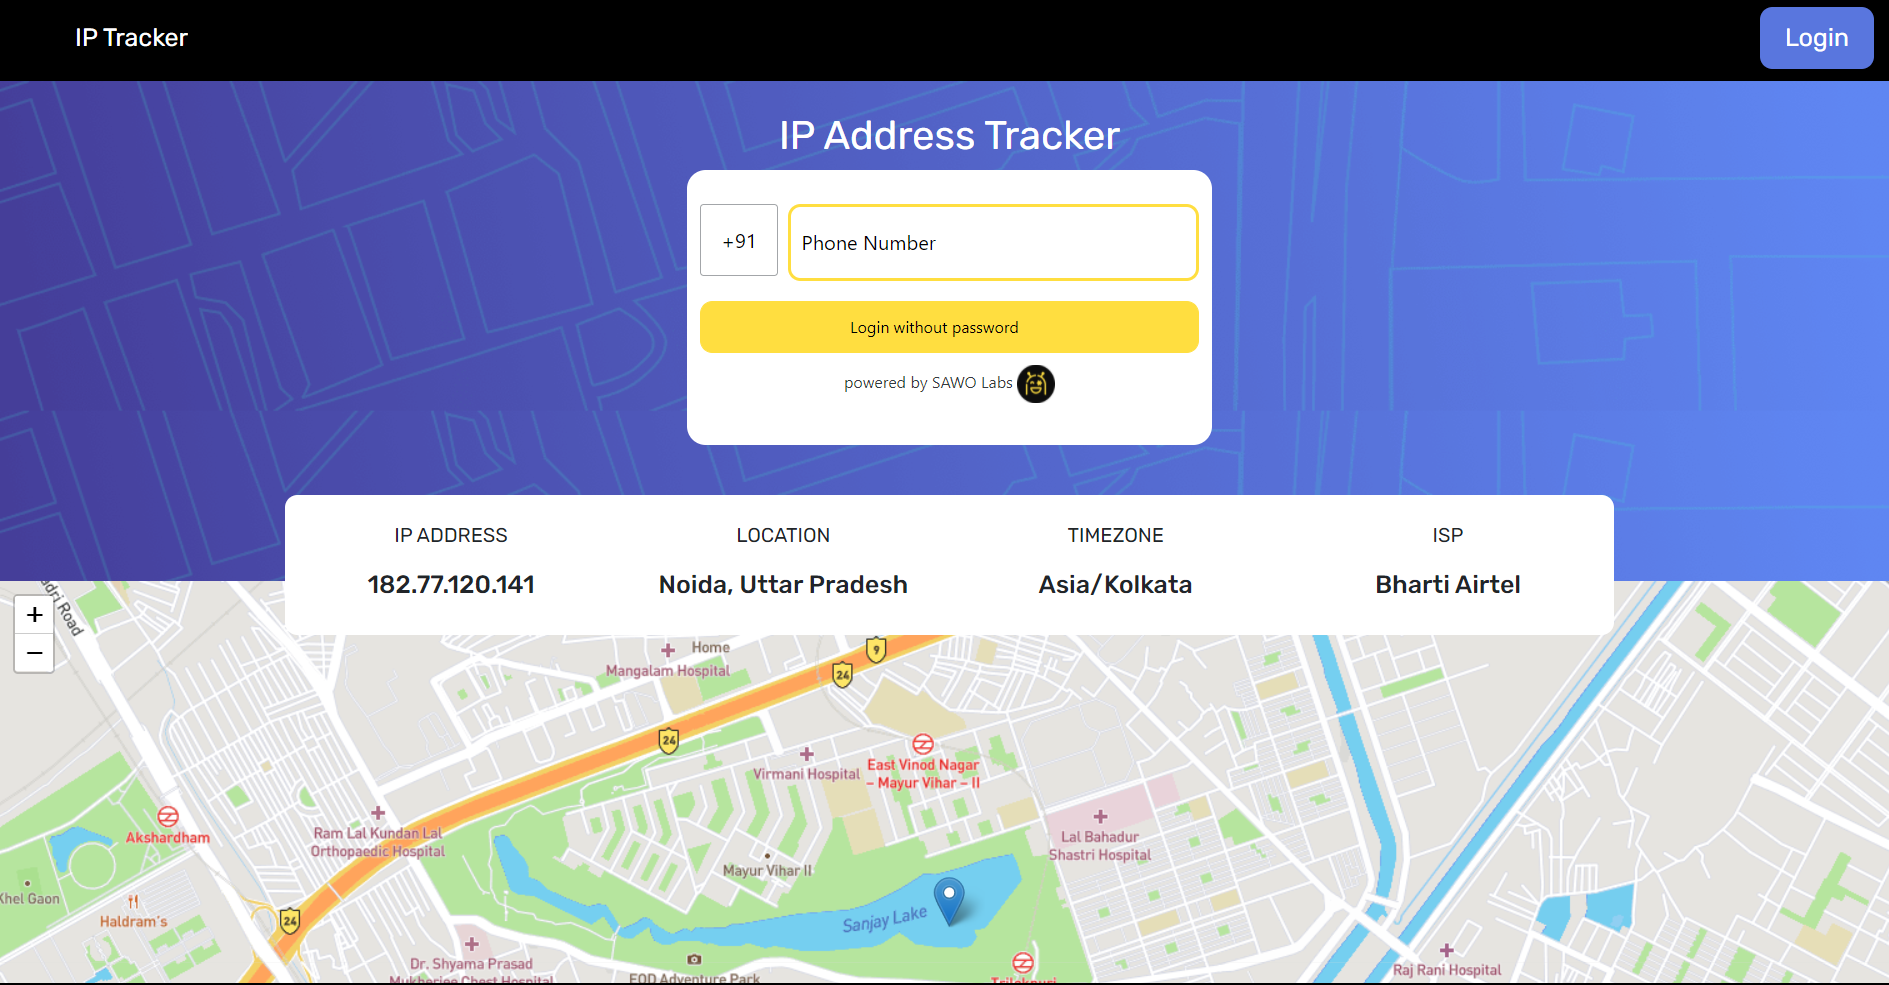 IP Tracker
Login
IP Address Tracker
+91
Phone Number
Login without password
powered by SAWO Labs
IP ADDRESS
LOCATION
TIMEZONE
ISP
182.77.120.141
Noida, Uttar Pradesh
Asia/Kolkata
Bharti Airtel
+
−
Road
Home
Mangalam Hospital
9
24
24
Virmani Hospital
East Vinod Nagar
– Mayur Vihar – II
Akshardham
Ram Lal Kundan Lal
Orthopaedic Hospital
Lal Bahadur
Shastri Hospital
Mayur Vihar II
Khel Gaon
Haldram's
24
Sanjay Lake
Dr. Shyama Prasad
Mukherjee Chest Hospital
EOD Adventure Park
Trilokpuri
Raj Rani Hospital